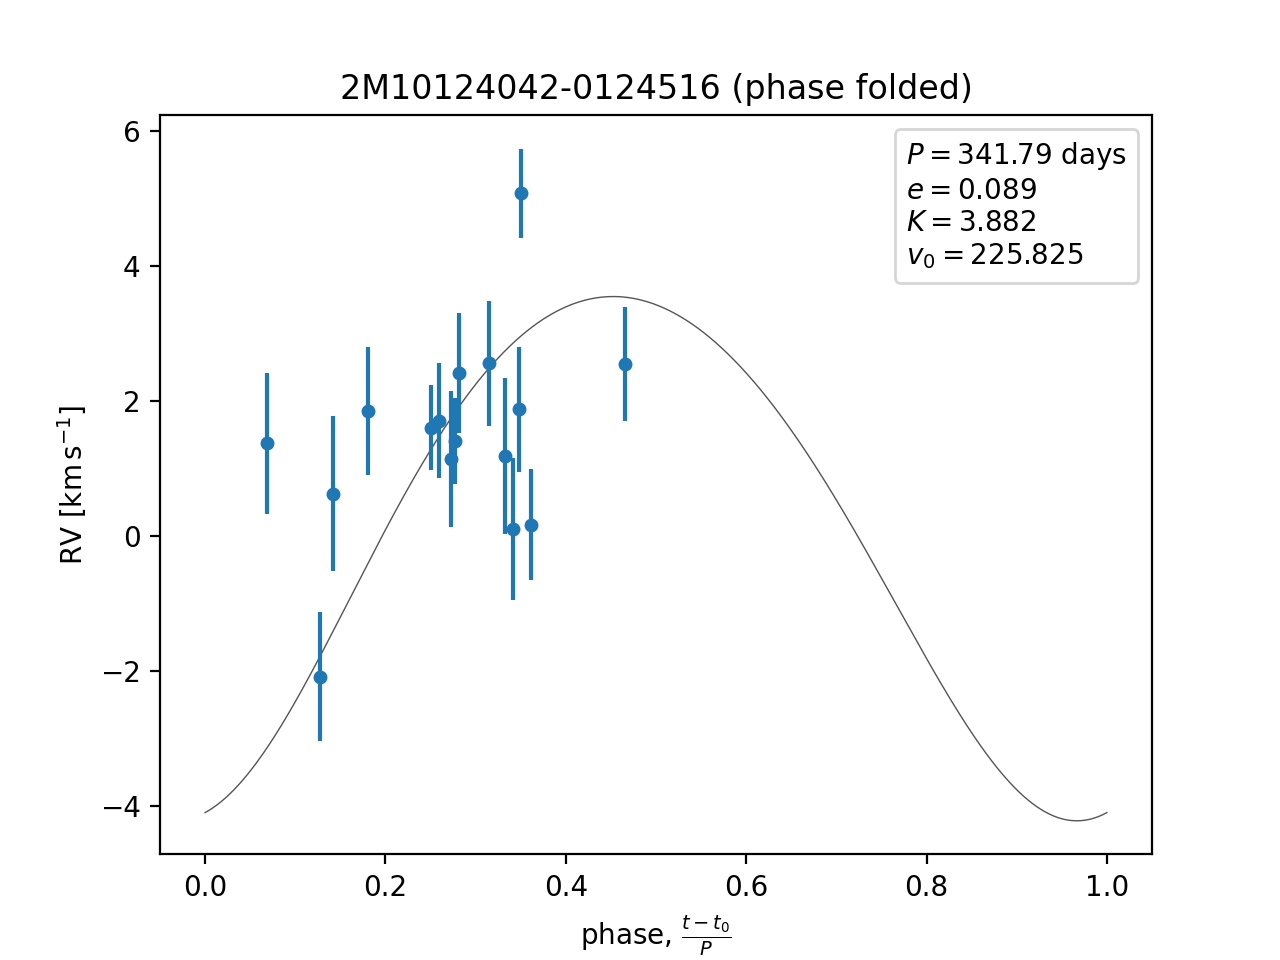 2M10124042-0124516 (phase folded)
P = 341.79 days
e = 0.089
K = 3.882
v₀ = 225.825
6
4
2
0
−2
−4
RV [km s⁻¹]
0.0 0.2 0.4 0.6 0.8 1.0
phase, (t − t₀)/P